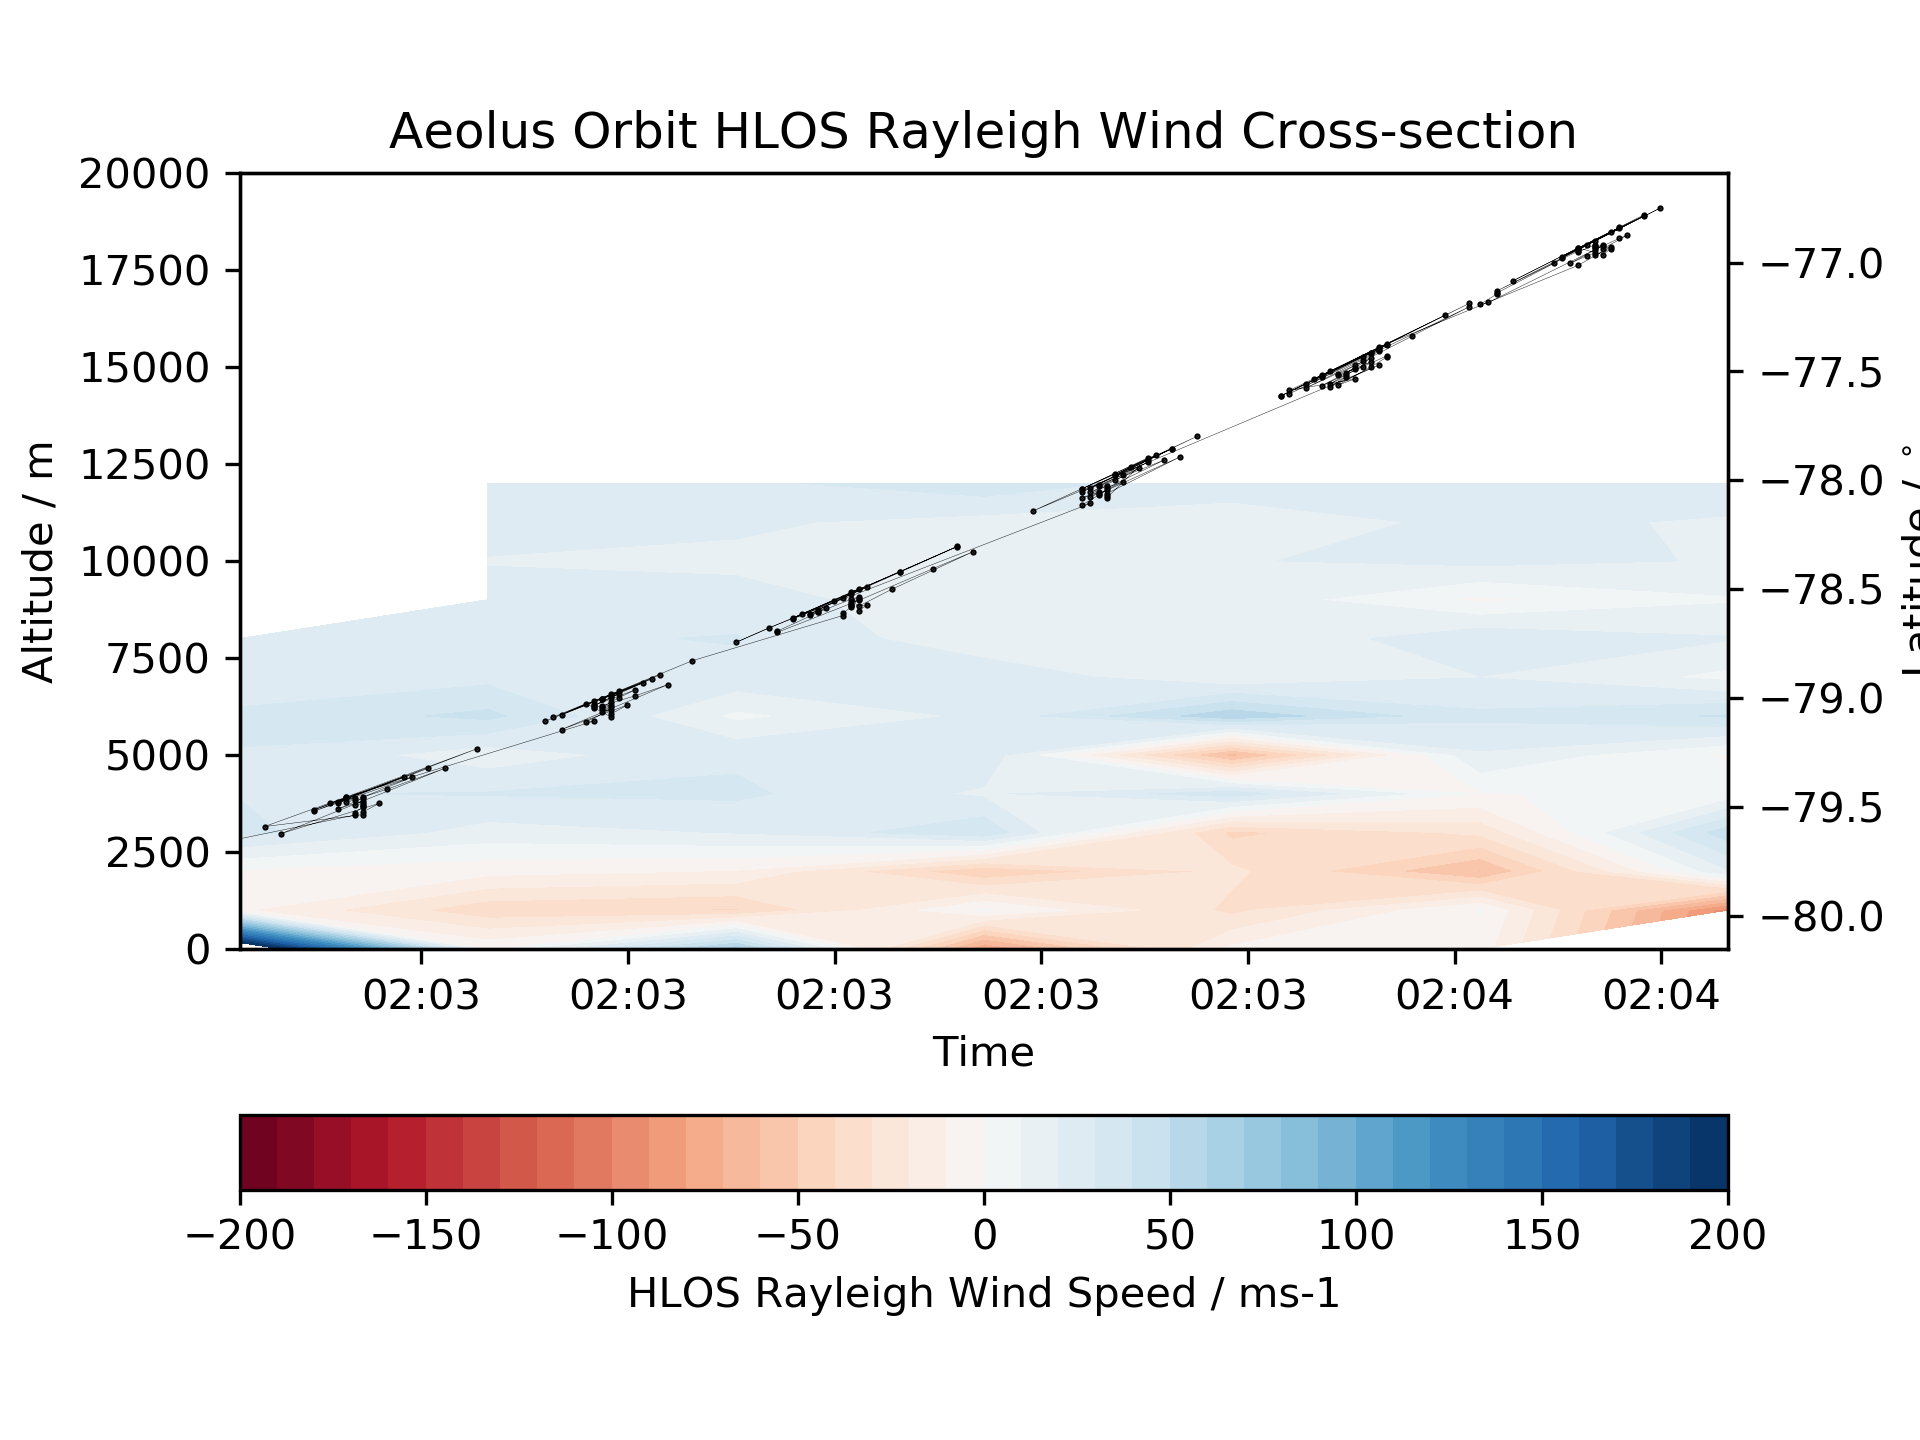 Aeolus Orbit HLOS Rayleigh Wind Cross-section
20000
17500
15000
12500
10000
7500
5000
2500
0
Altitude / m
−77.0
−77.5
−78.0
−78.5
−79.0
−79.5
−80.0
Latitude / °
02:03 02:03 02:03 02:03 02:03 02:04 02:04
Time
−200 −150 −100 −50 0 50 100 150 200
HLOS Rayleigh Wind Speed / ms-1